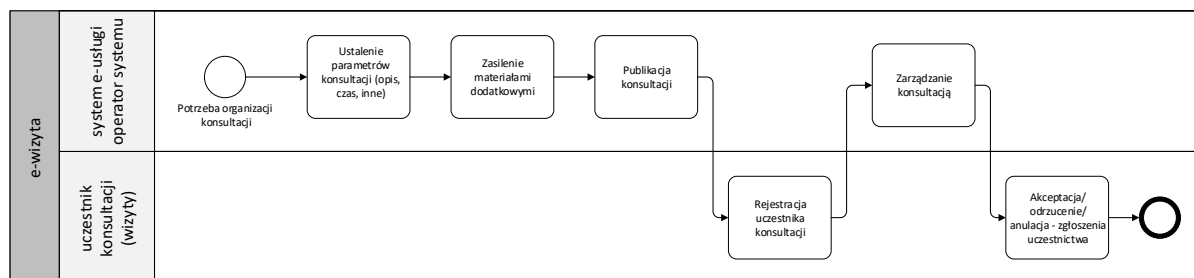 e-wizyta
system e-usługi
operator systemu
Potrzeba organizacji
konsultacji
Ustalenie
parametrów
konsultacji (opis,
czas, inne)
Zasilenie
materiałami
dodatkowymi
Publikacja
konsultacji
Zarządzanie
konsultacją
uczestnik
konsultacji
(wizyty)
Rejestracja
uczestnika
konsultacji
Akceptacja/
odrzucenie/
anulacja - zgłoszenia
uczestnictwa